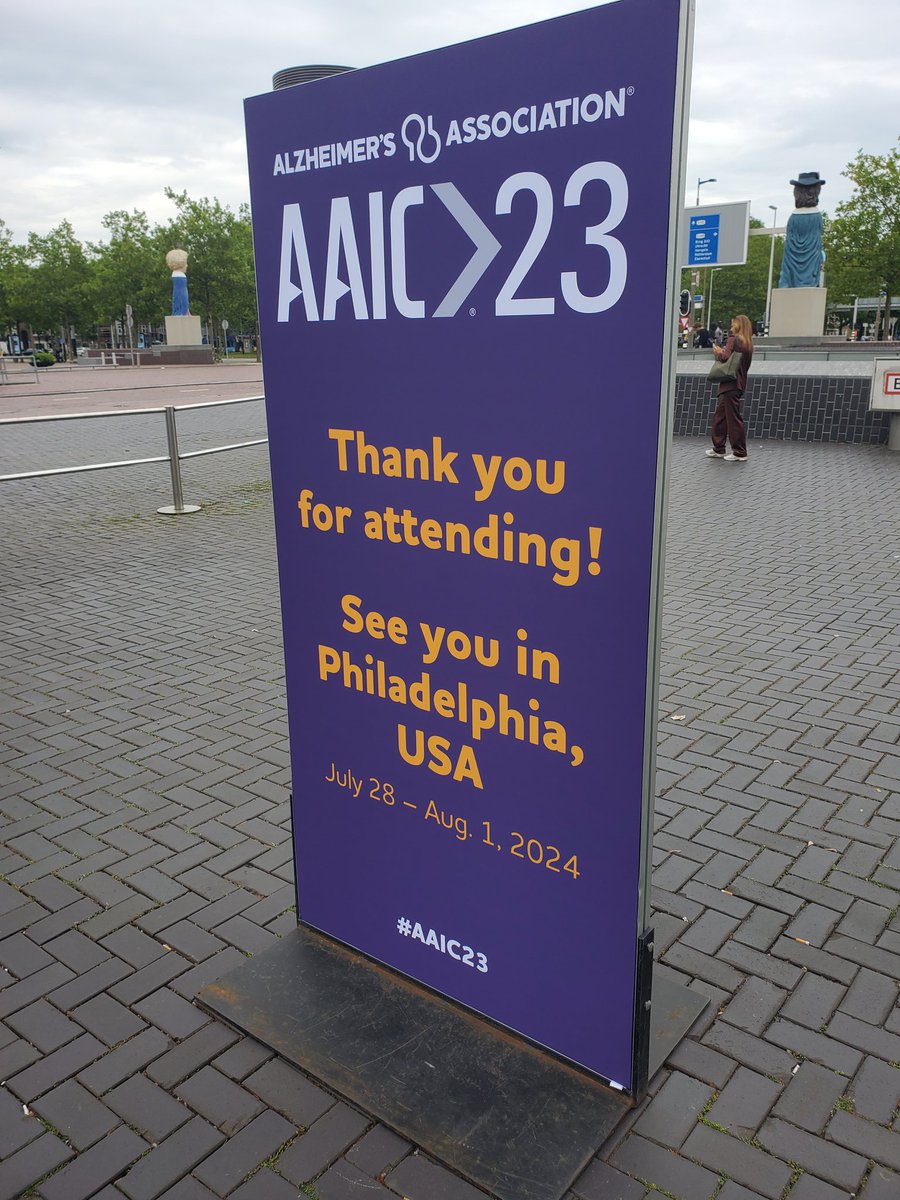 ALZHEIMER'S ASSOCIATION®
AAIC>®23
Thank you
for attending!
See you in
Philadelphia,
USA
July 28 – Aug. 1, 2024
#AAIC23